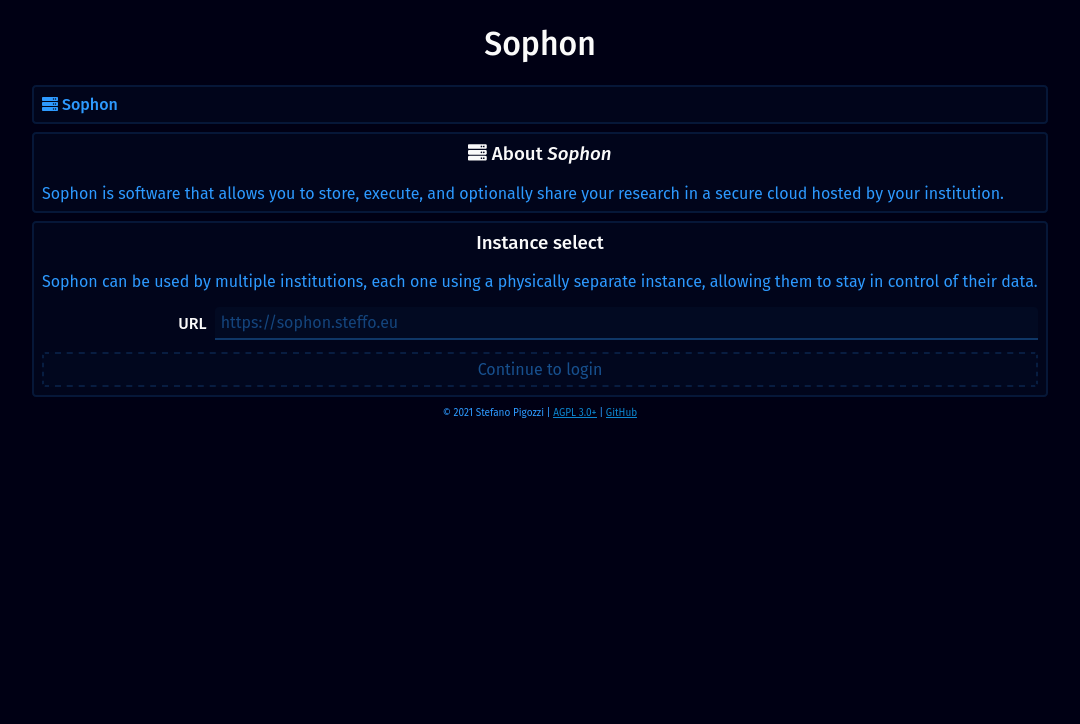 Sophon
Sophon
About Sophon
Sophon is software that allows you to store, execute, and optionally share your research in a secure cloud hosted by your institution.
Instance select
Sophon can be used by multiple institutions, each one using a physically separate instance, allowing them to stay in control of their data.
URL https://sophon.steffo.eu
Continue to login
© 2021 Stefano Pigozzi | AGPL 3.0+ | GitHub